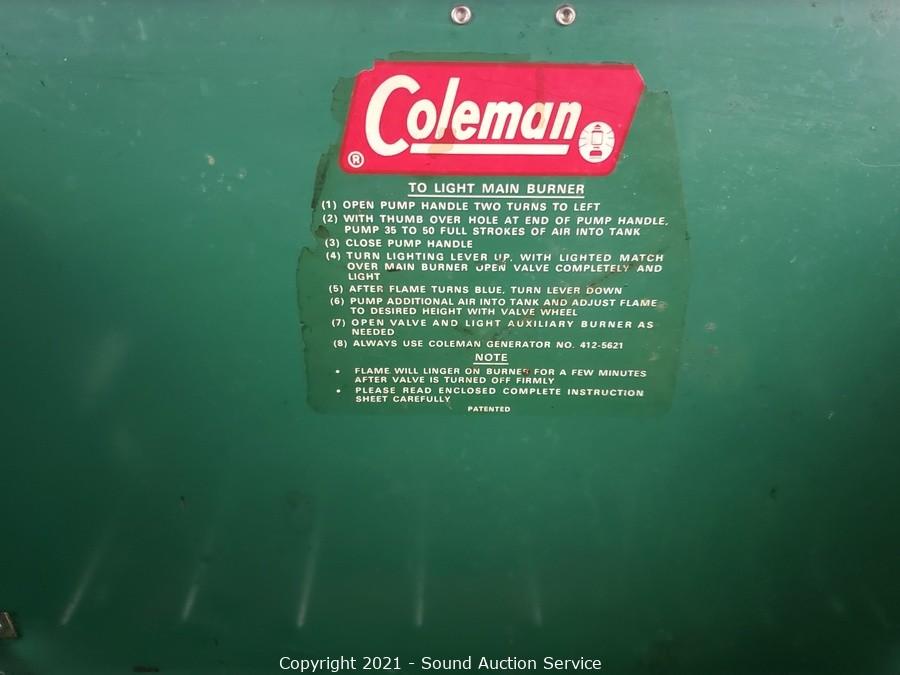 Coleman
®
TO LIGHT MAIN BURNER
(1) OPEN PUMP HANDLE TWO TURNS TO LEFT
(2) WITH THUMB OVER HOLE AT END OF PUMP HANDLE,
PUMP 35 TO 50 FULL STROKES OF AIR INTO TANK
(3) CLOSE PUMP HANDLE
(4) TURN LIGHTING LEVER UP, WITH LIGHTED MATCH
OVER MAIN BURNER OPEN VALVE COMPLETELY AND
LIGHT
(5) AFTER FLAME TURNS BLUE, TURN LEVER DOWN
(6) PUMP ADDITIONAL AIR INTO TANK AND ADJUST FLAME
TO DESIRED HEIGHT WITH VALVE WHEEL
(7) OPEN VALVE AND LIGHT AUXILIARY BURNER AS
NEEDED
(8) ALWAYS USE COLEMAN GENERATOR NO. 412-5621
NOTE
• FLAME WILL LINGER ON BURNER FOR A FEW MINUTES
AFTER VALVE IS TURNED OFF FIRMLY
• PLEASE READ ENCLOSED COMPLETE INSTRUCTION
SHEET CAREFULLY
PATENTED
Copyright 2021 - Sound Auction Service